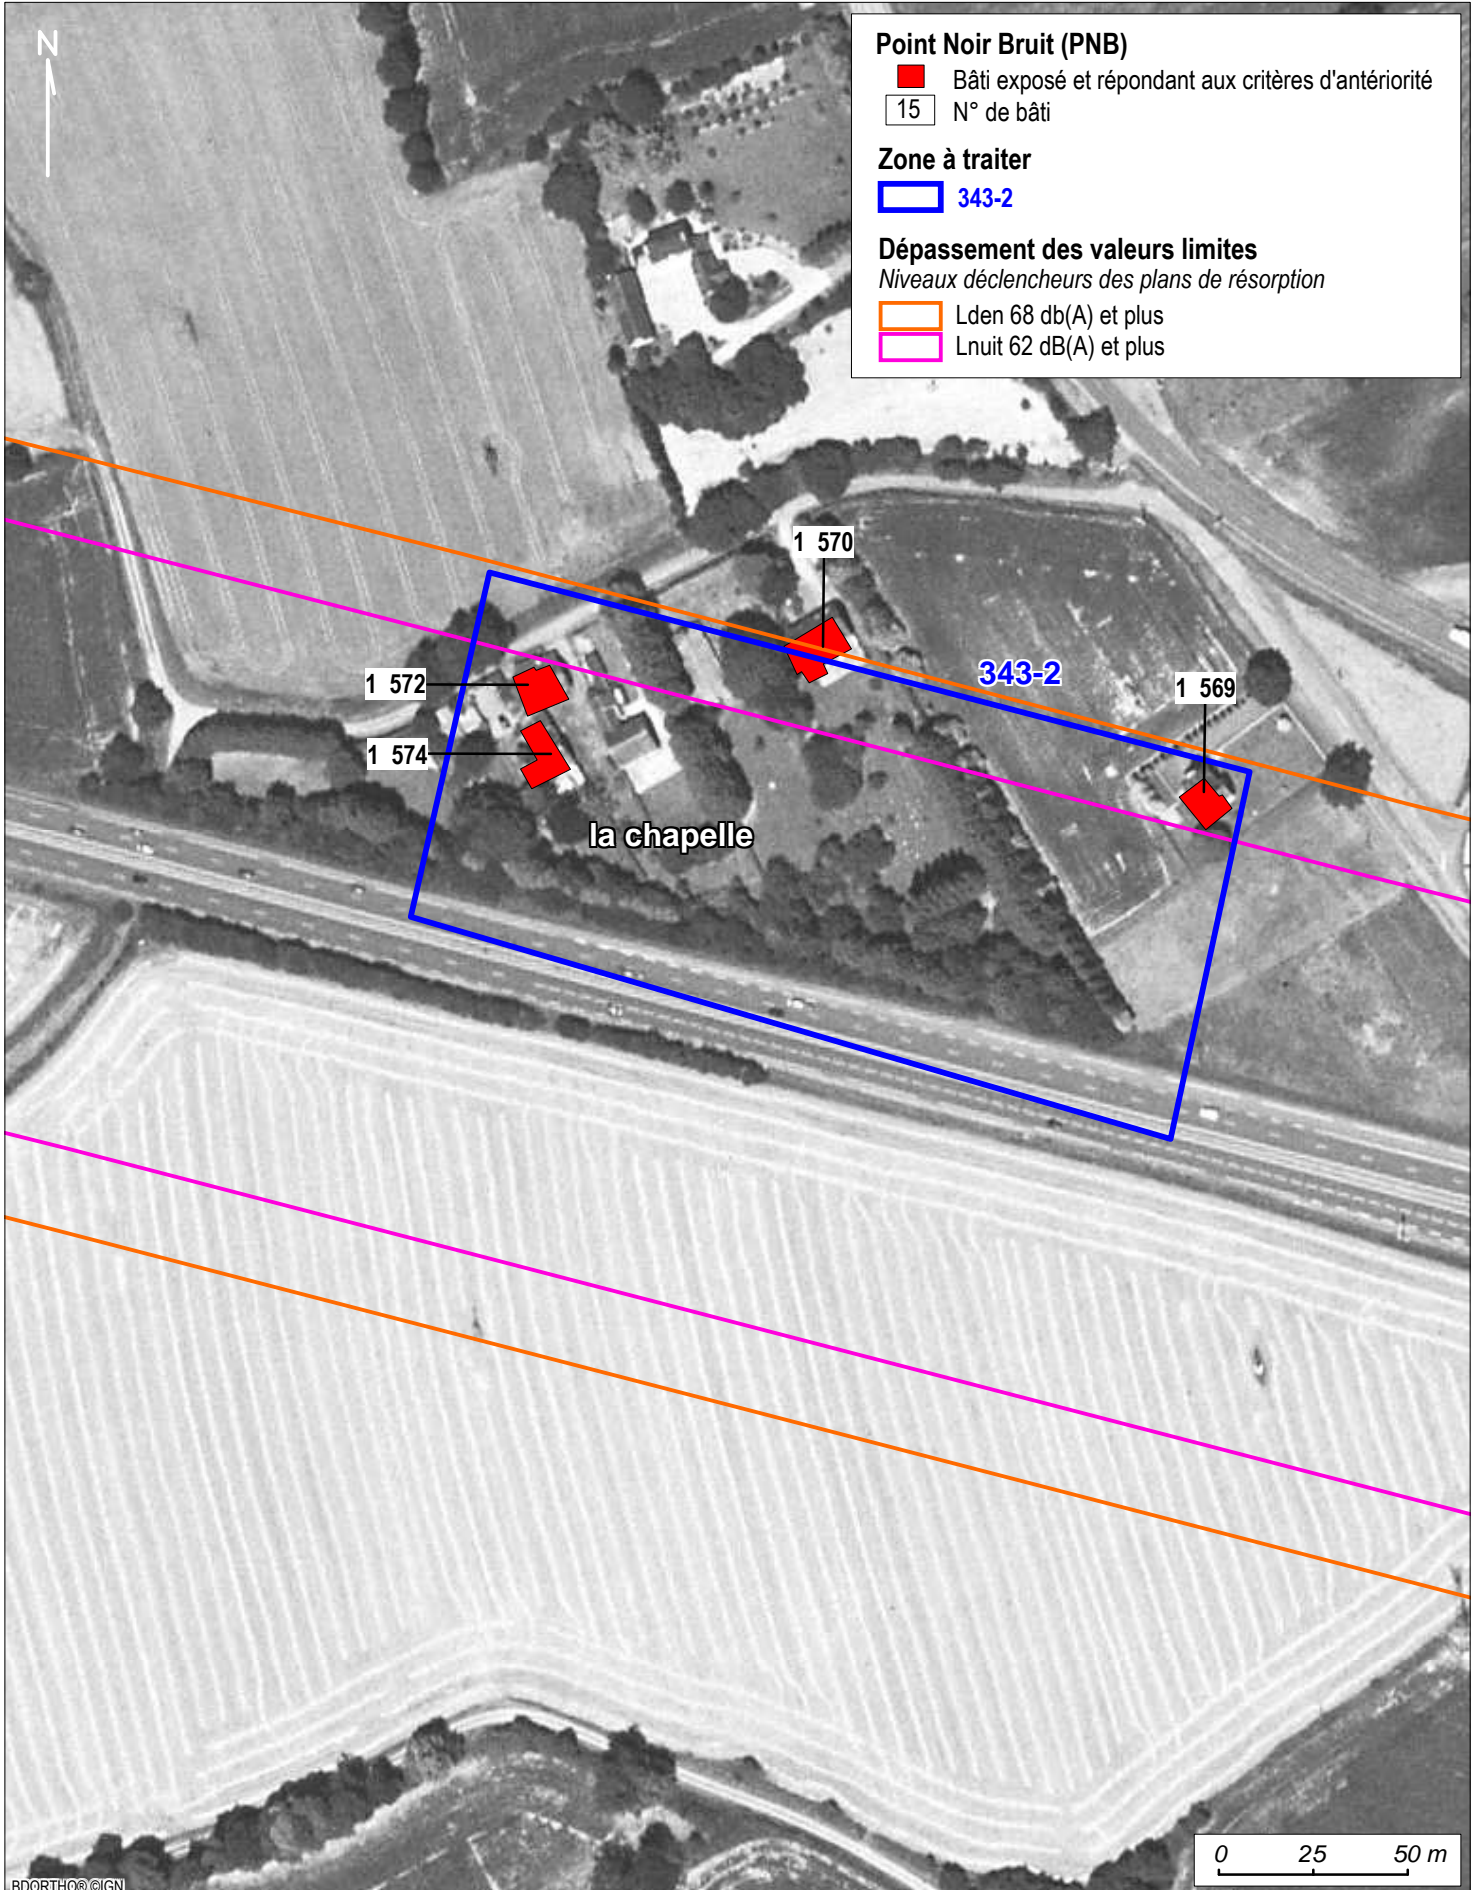 N
Point Noir Bruit (PNB)
Bâti exposé et répondant aux critères d'antériorité
15 N° de bâti
Zone à traiter
343-2
Dépassement des valeurs limites
Niveaux déclencheurs des plans de résorption
Lden 68 db(A) et plus
Lnuit 62 dB(A) et plus
1 570
343-2
1 572
1 569
1 574
la chapelle
0 25 50 m
BDORTHO® ©IGN